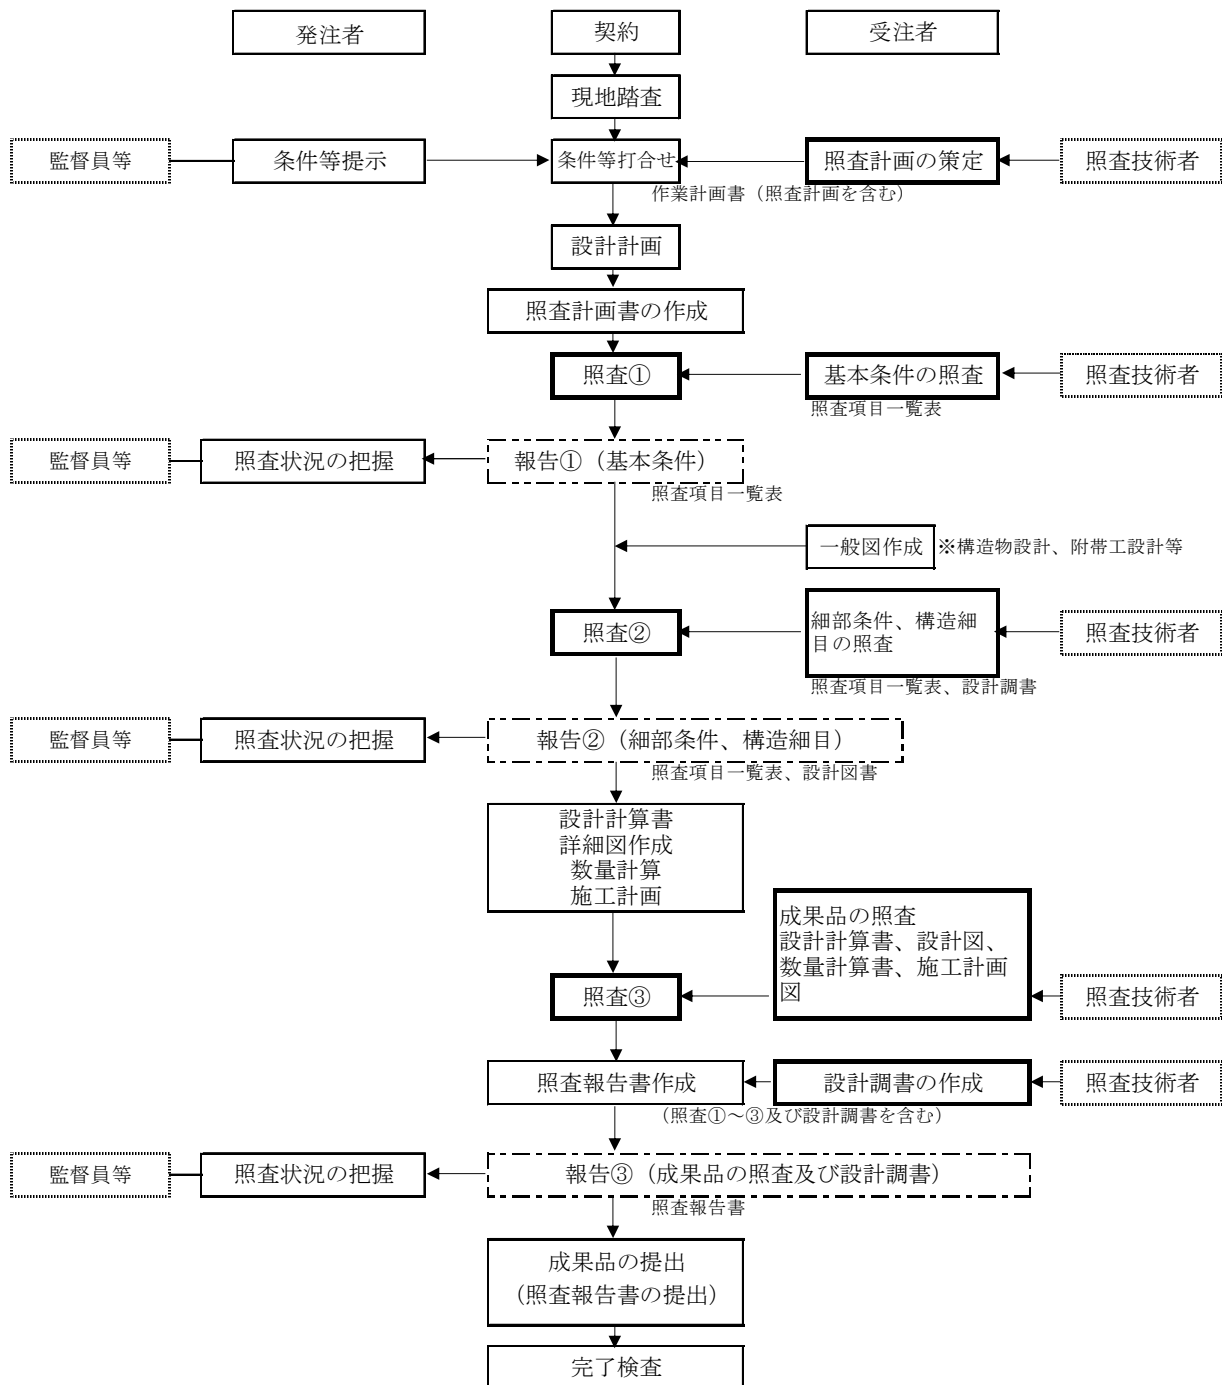 発注者
契約
受注者
現地踏査
監督員等
条件等提示
条件等打合せ
照査計画の策定
照査技術者
作業計画書（照査計画を含む）
設計計画
照査計画書の作成
照査①
基本条件の照査
照査技術者
照査項目一覧表
監督員等
照査状況の把握
報告①（基本条件）
照査項目一覧表
一般図作成
※構造物設計、附帯工設計等
照査②
細部条件、構造細
目の照査
照査技術者
照査項目一覧表、設計調書
監督員等
照査状況の把握
報告②（細部条件、構造細目）
照査項目一覧表、設計図書
設計計算書
詳細図作成
数量計算
施工計画
成果品の照査
設計計算書、設計図、
数量計算書、施工計画
図
照査③
照査技術者
照査報告書作成
設計調書の作成
照査技術者
（照査①～③及び設計調書を含む）
監督員等
照査状況の把握
報告③（成果品の照査及び設計調書）
照査報告書
成果品の提出
（照査報告書の提出）
完了検査